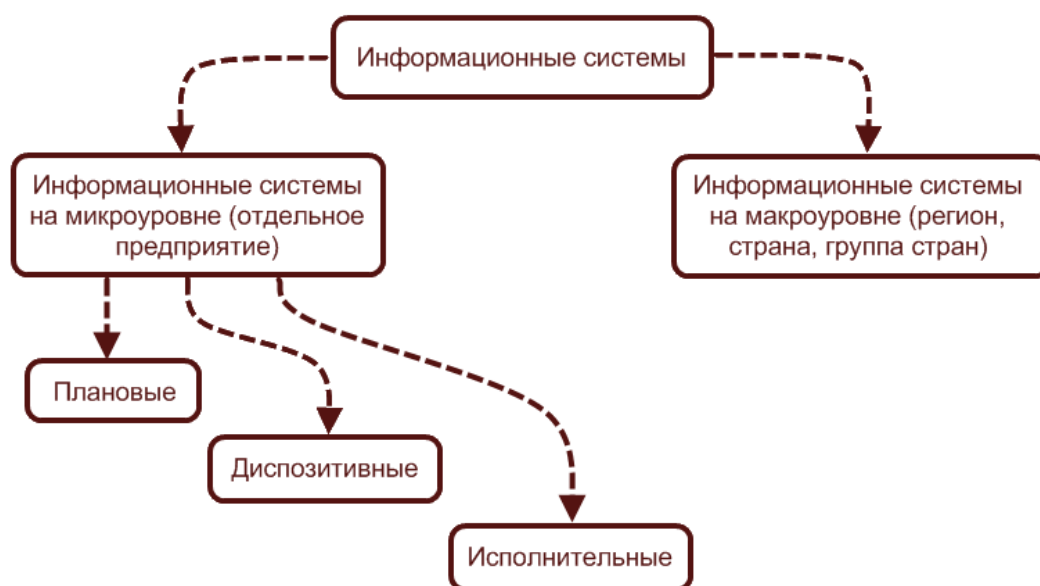 Информационные системы
Информационные системы
на микроуровне (отдельное
предприятие)
Информационные системы
на макроуровне (регион,
страна, группа стран)
Плановые
Диспозитивные
Исполнительные